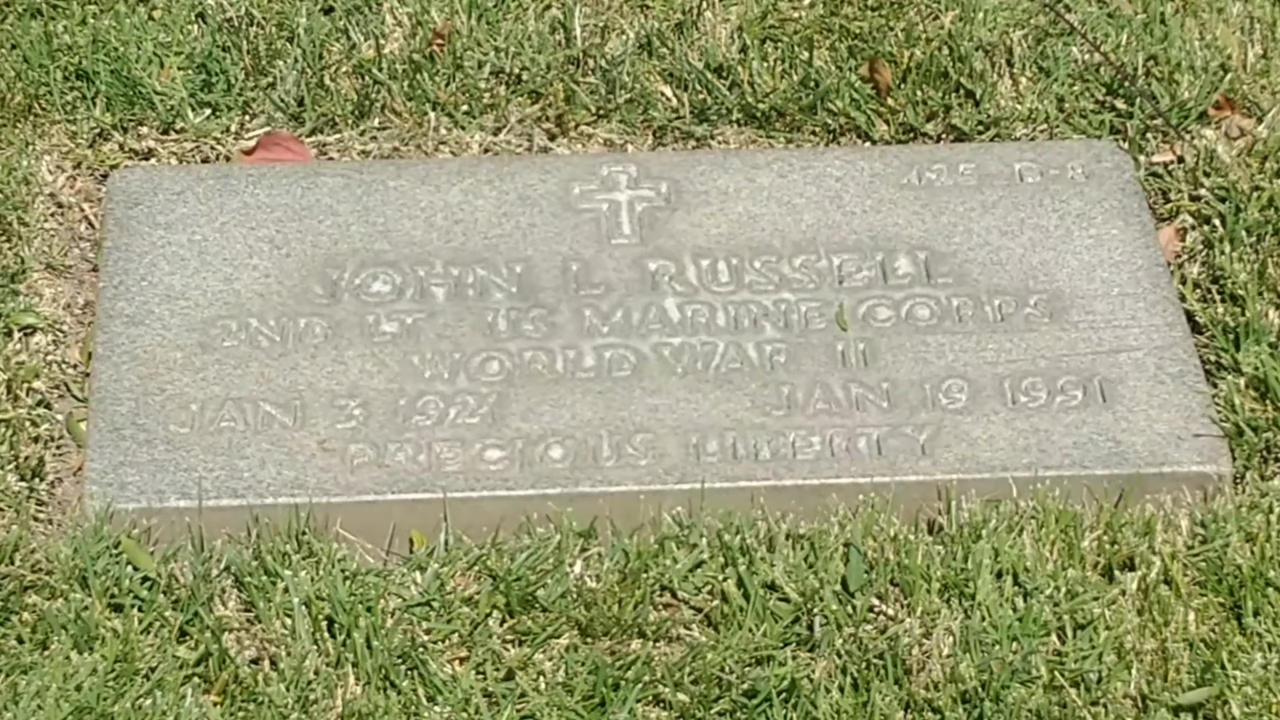 425 D-8
JOHN L RUSSELL
2ND LT US MARINE CORPS
WORLD WAR II
JAN 3 1921 JAN 19 1991
PRECIOUS LIBERTY